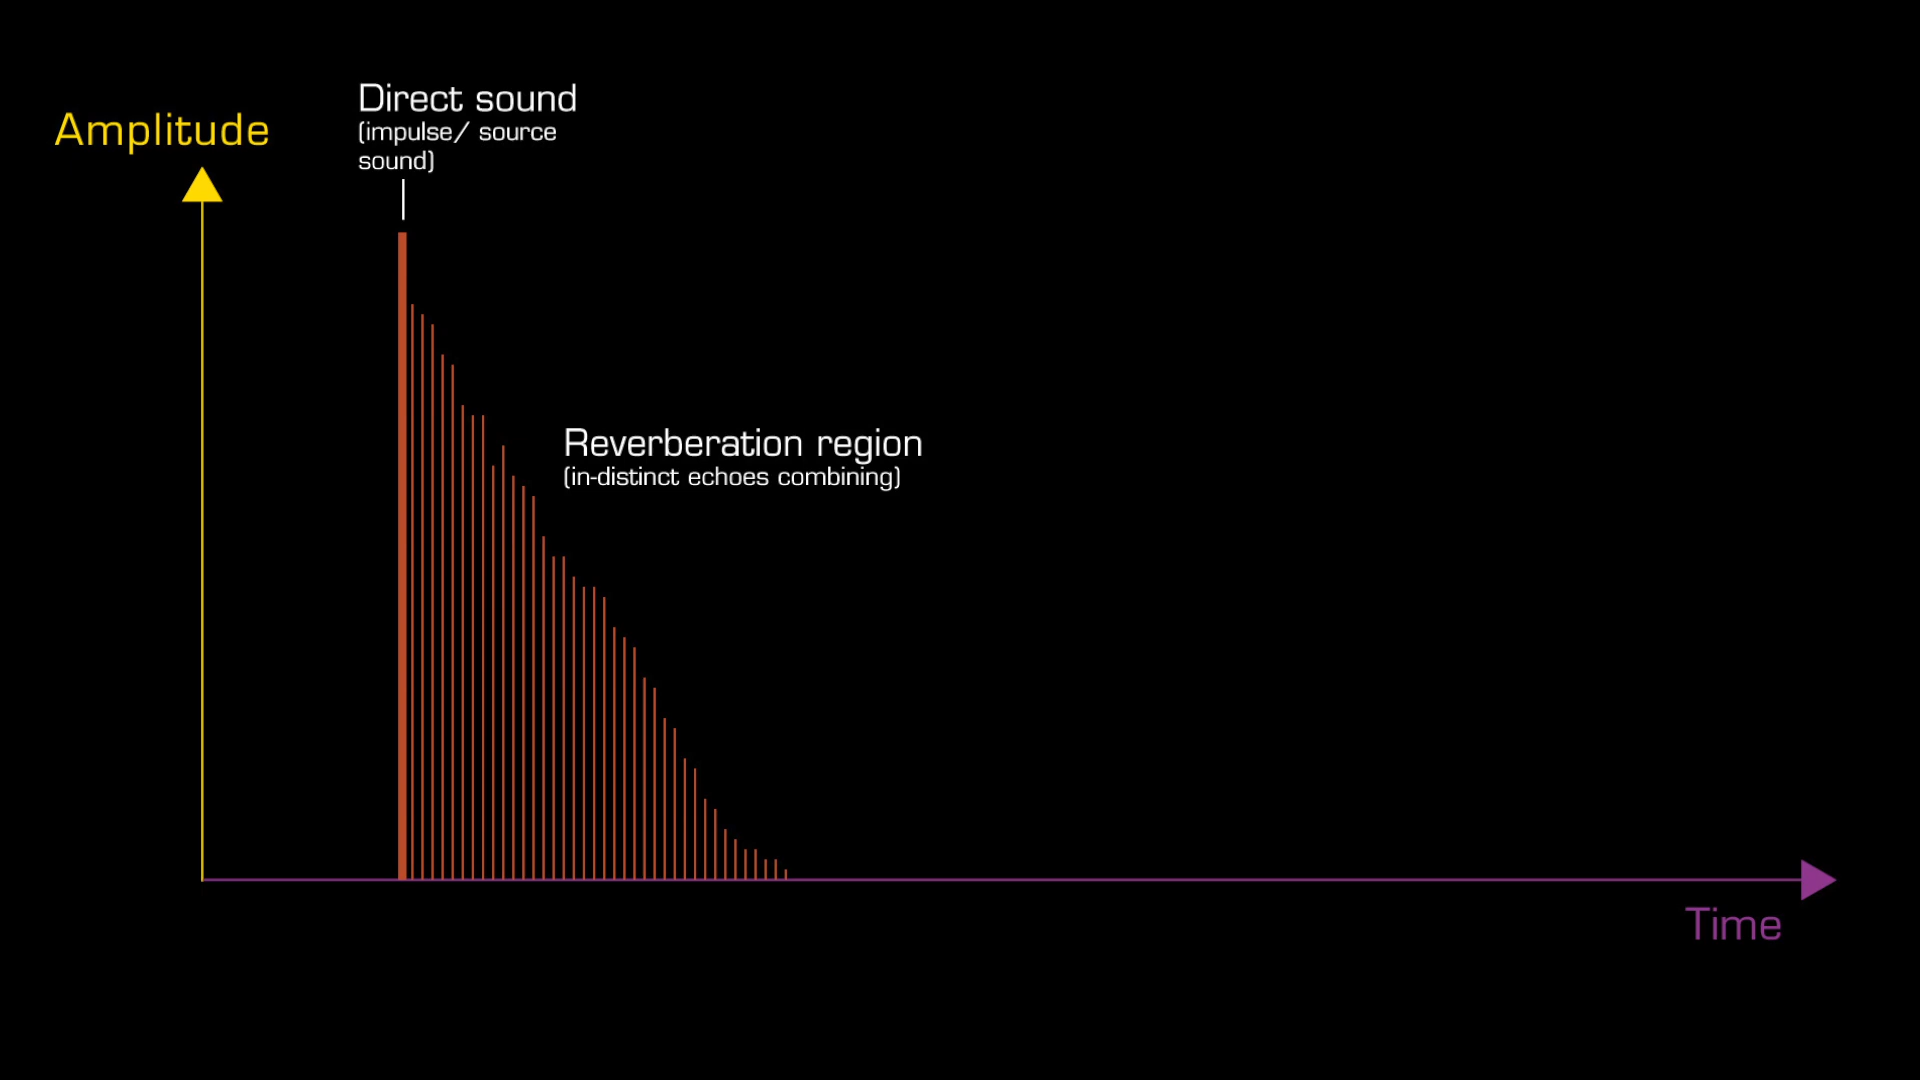 Direct sound
(impulse/ source
sound)
Amplitude
Reverberation region
(in-distinct echoes combining)
Time